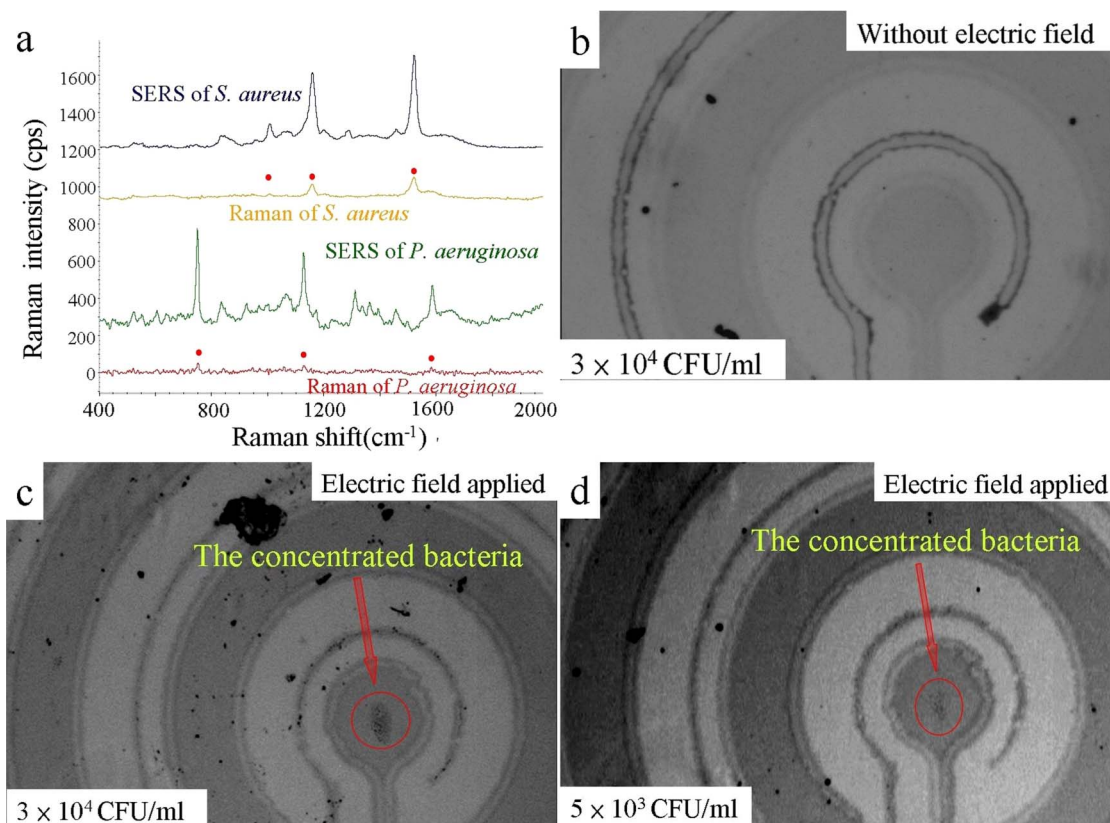 a
1600
1400
1200
1000
800
600
400
200
0
400
800
1200
1600
2000
Raman intensity (cps)
Raman shift(cm⁻¹)
SERS of S. aureus
Raman of S. aureus
SERS of P. aeruginosa
Raman of P. aeruginosa
b
Without electric field
3 × 10⁴ CFU/ml
c
Electric field applied
The concentrated bacteria
3 × 10⁴ CFU/ml
d
Electric field applied
The concentrated bacteria
5 × 10³ CFU/ml